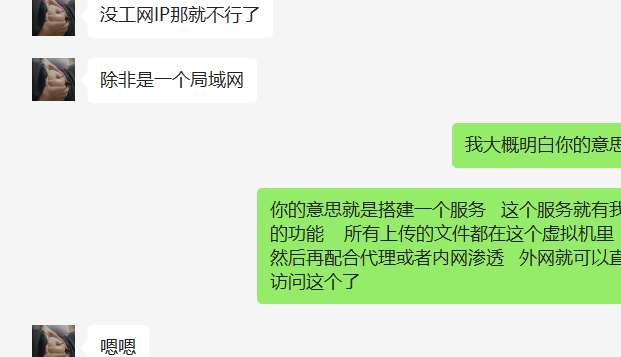 没工网IP那就不行了
除非是一个局域网
我大概明白你的意思
你的意思就是搭建一个服务 这个服务就有我
的功能 所有上传的文件都在这个虚拟机里
然后再配合代理或者内网渗透 外网就可以直
访问这个了
嗯嗯